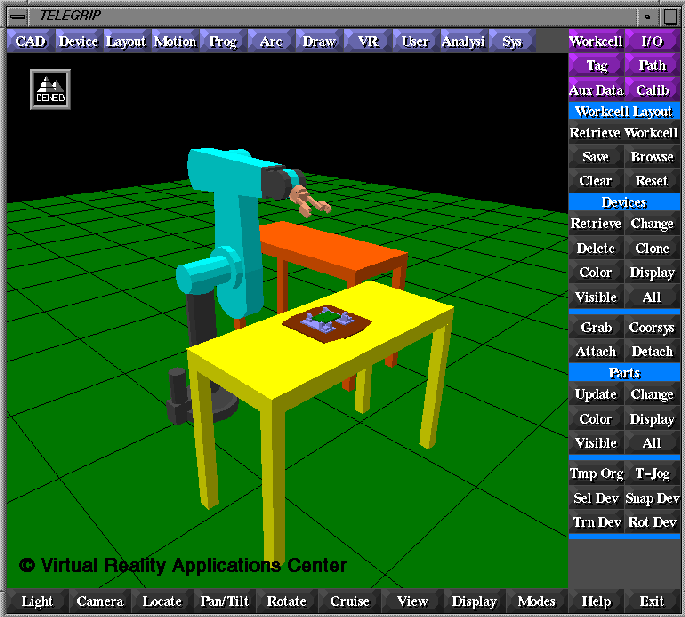 TELEGRIP
CAD Device Layout Motion Prog Arc Draw VR User Analysi Sys
Workcell I/O
Tag Path
Aux Data Calib
Workcell Layout
Retrieve Workcell
Save Browse
Clear Reset
Devices
Retrieve Change
Delete Clone
Color Display
Visible All
Grab Coorsys
Attach Detach
Parts
Update Change
Color Display
Visible All
Tmp Org T-Jog
Sel Dev Snap Dev
Trn Dev Rot Dev
DENEB
© Virtual Reality Applications Center
Light Camera Locate Pan/Tilt Rotate Cruise View Display Modes Help Exit